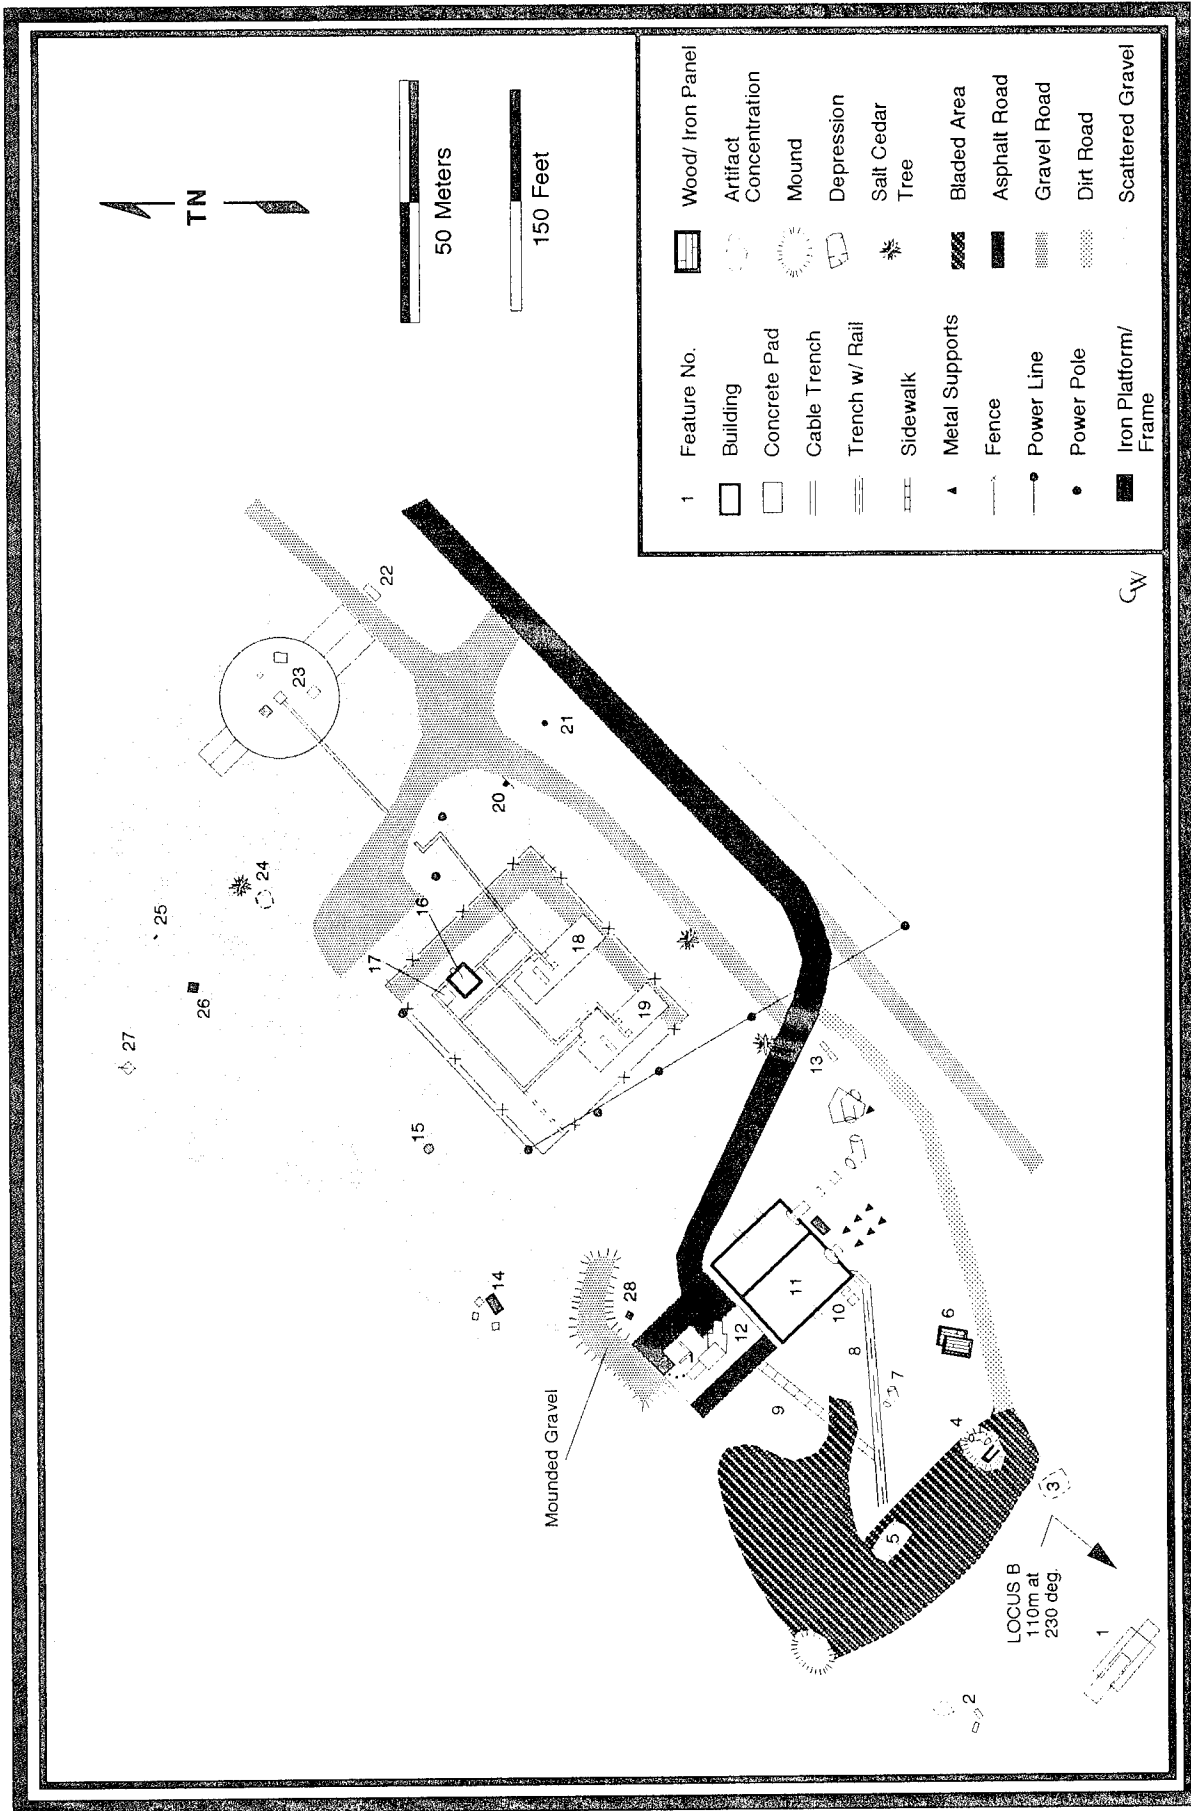 TN
50 Meters
150 Feet
22
23
21
20
24
25
26
27
17
16
18
19
15
13
14
28
Mounded Gravel
12
11
10
9
8
7
6
5
4
3
LOCUS B
110m at
230 deg.
2
1
1 Feature No.
Building
Concrete Pad
Cable Trench
Trench w/ Rail
Sidewalk
Metal Supports
Fence
Power Line
Power Pole
Iron Platform/
Frame
Wood/ Iron Panel
Artifact
Concentration
Mound
Depression
Salt Cedar
Tree
Bladed Area
Asphalt Road
Gravel Road
Dirt Road
Scattered Gravel
GW